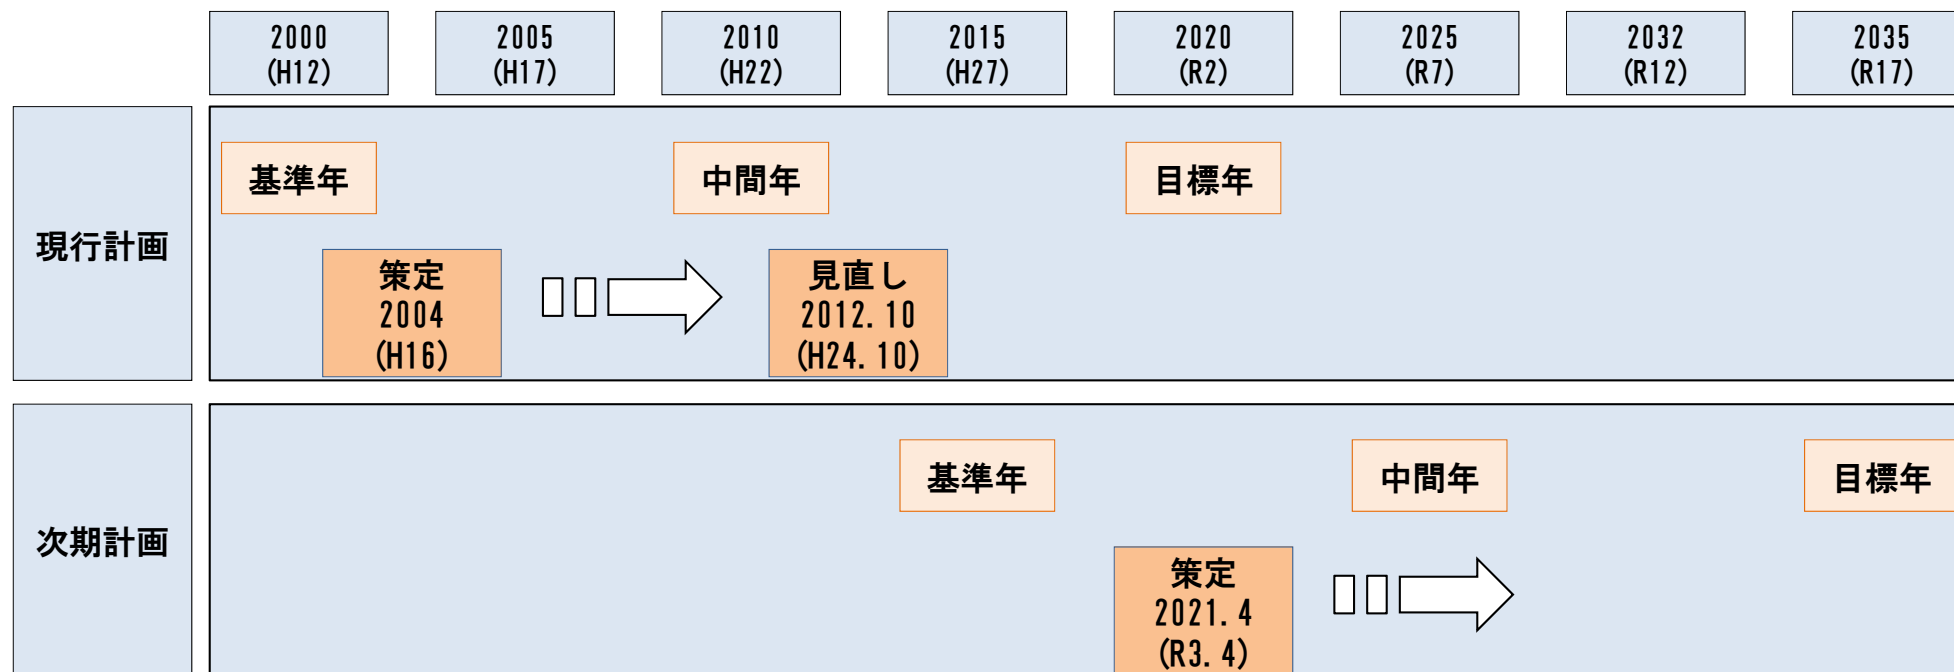 2000
(H12)
2005
(H17)
2010
(H22)
2015
(H27)
2020
(R2)
2025
(R7)
2032
(R12)
2035
(R17)
現行計画
基準年
中間年
目標年
策定
2004
(H16)
見直し
2012.10
(H24.10)
次期計画
基準年
中間年
目標年
策定
2021.4
(R3.4)